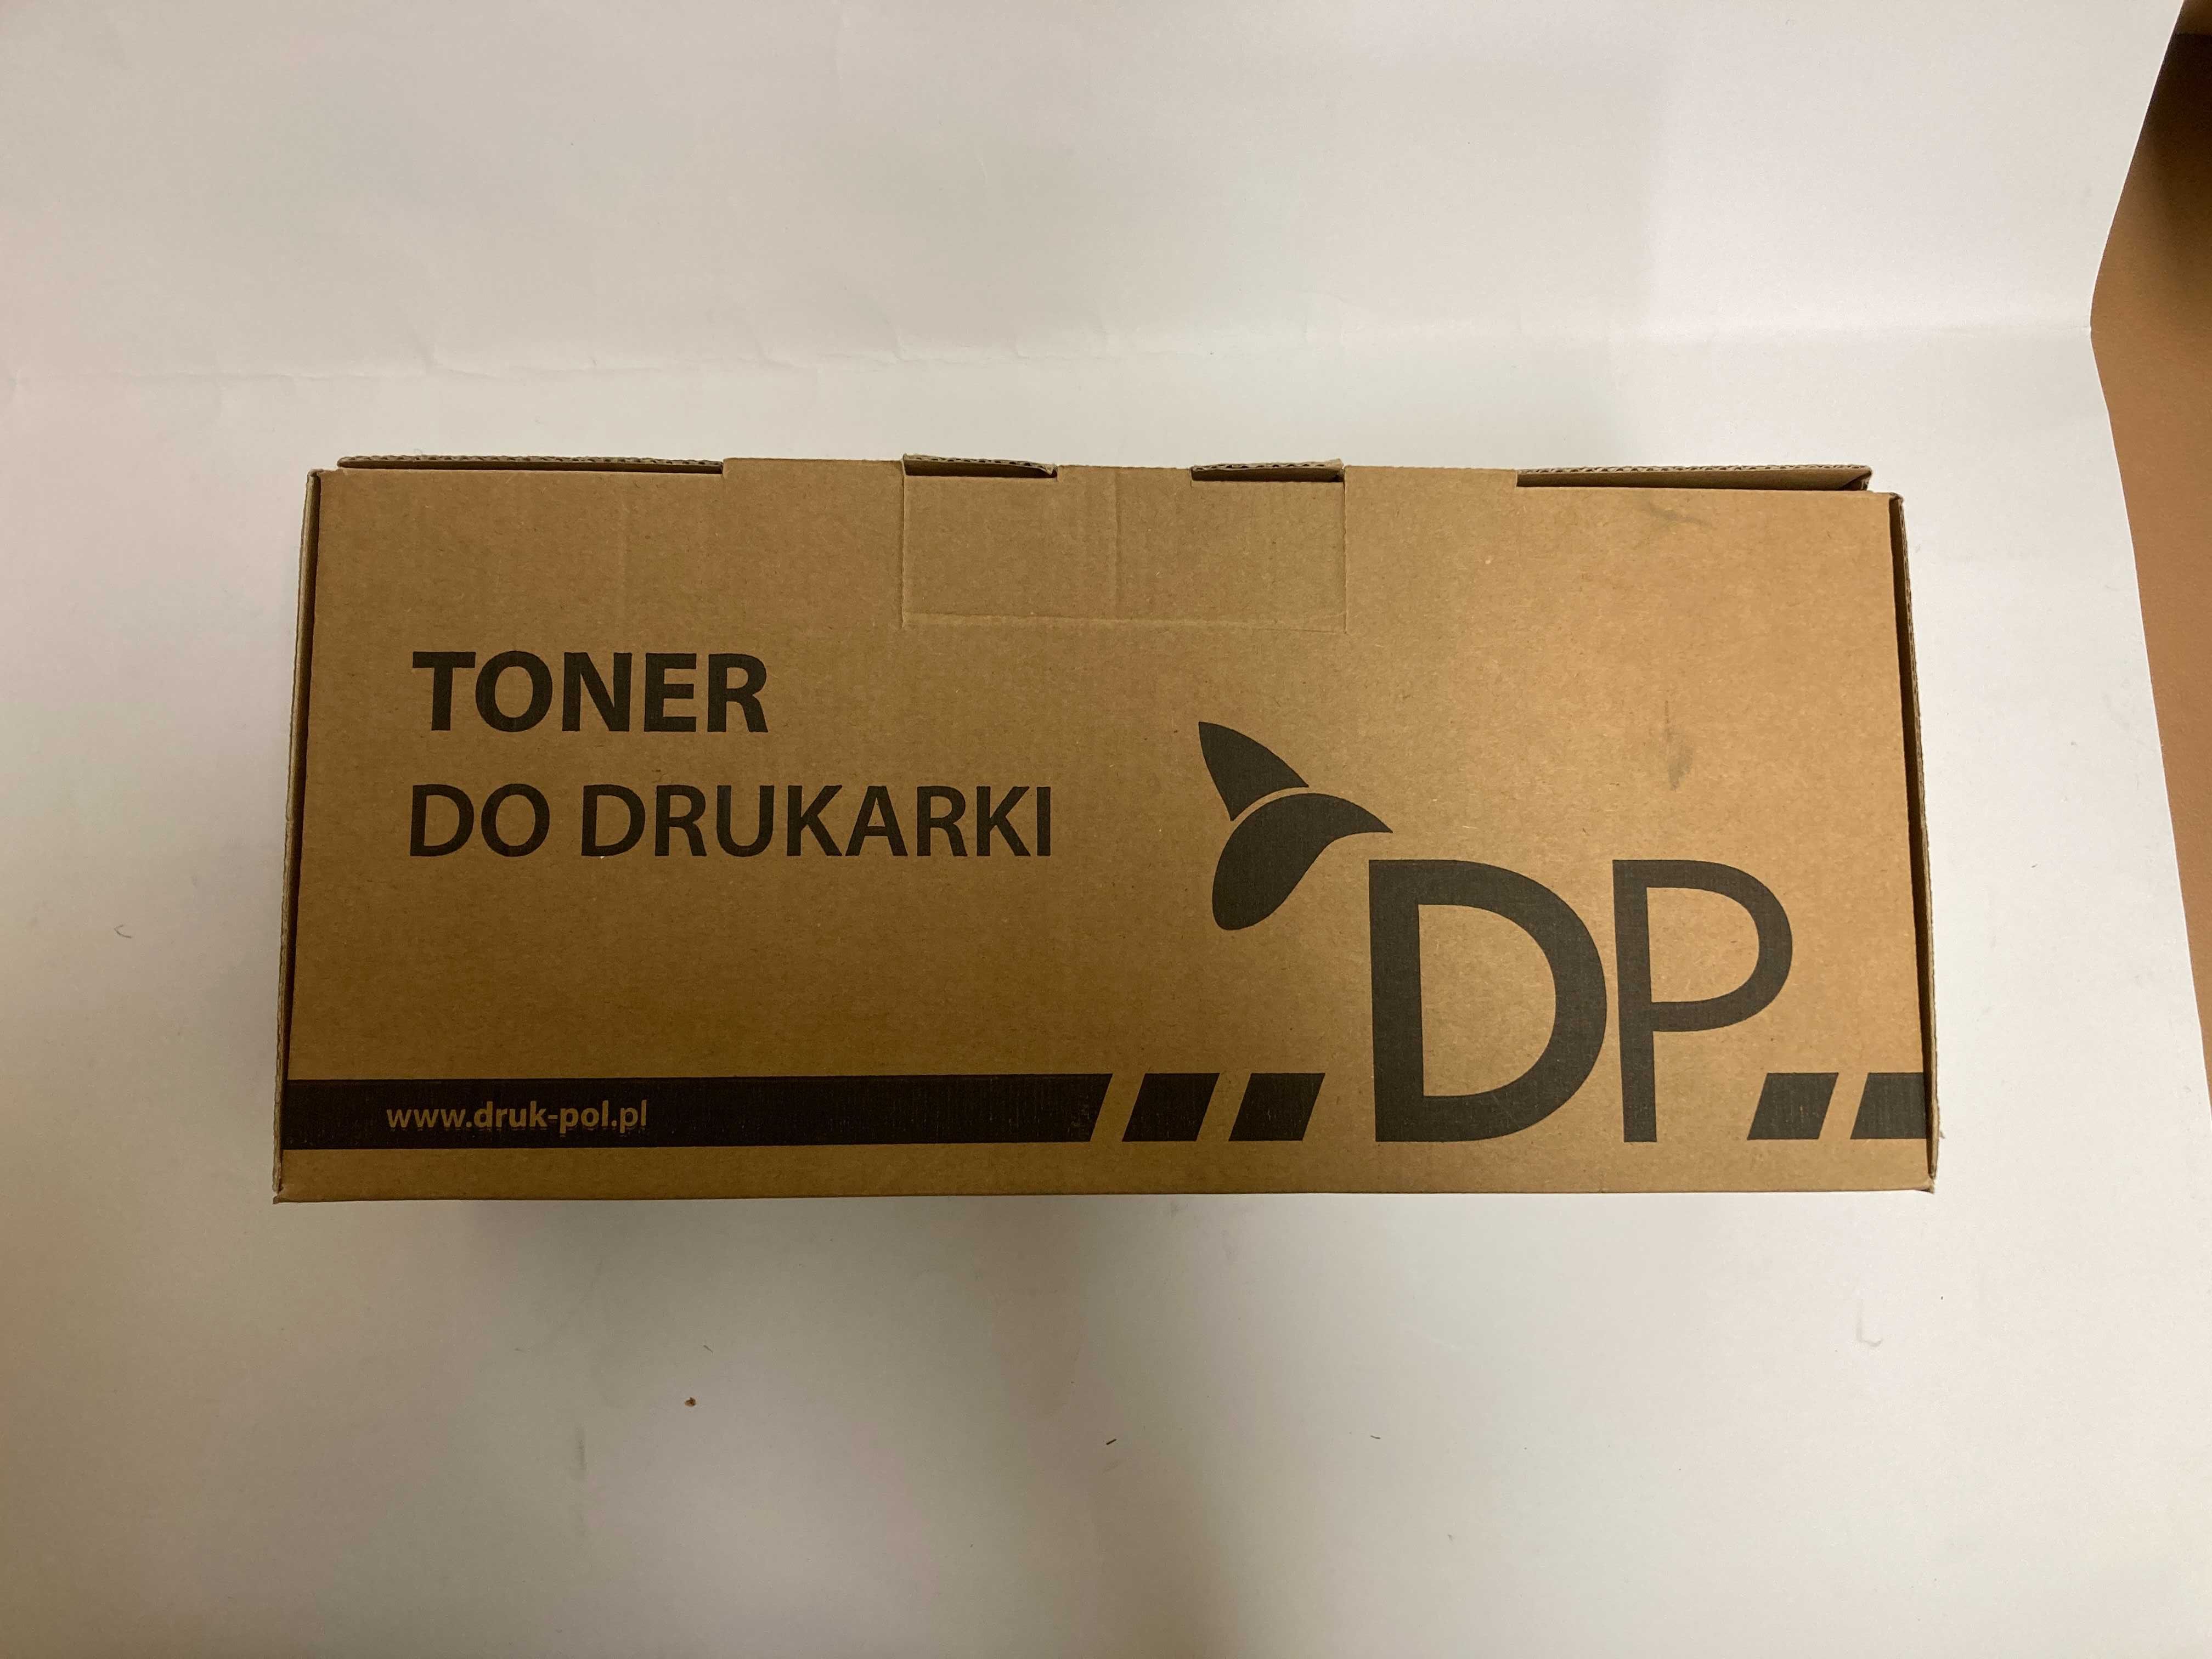 TONER
DO DRUKARKI
DP
www.druk-pol.pl